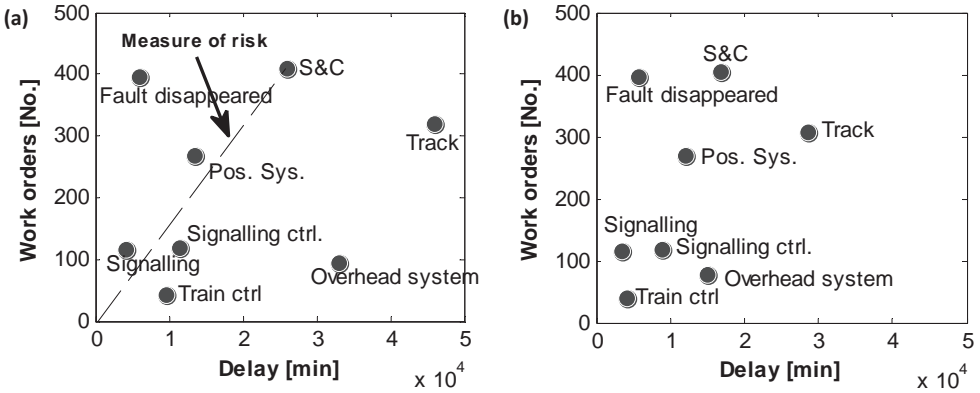 (a)
500
400
300
200
100
0
Work orders [No.]
Measure of risk
S&C
Fault disappeared
Track
Pos. Sys.
Signalling ctrl.
Signalling
Overhead system
Train ctrl
0 1 2 3 4 5
Delay [min]
x 10^4
(b)
500
400
300
200
100
0
Work orders [No.]
S&C
Fault disappeared
Track
Pos. Sys.
Signalling
Signalling ctrl.
Overhead system
Train ctrl
0 1 2 3 4 5
Delay [min]
x 10^4